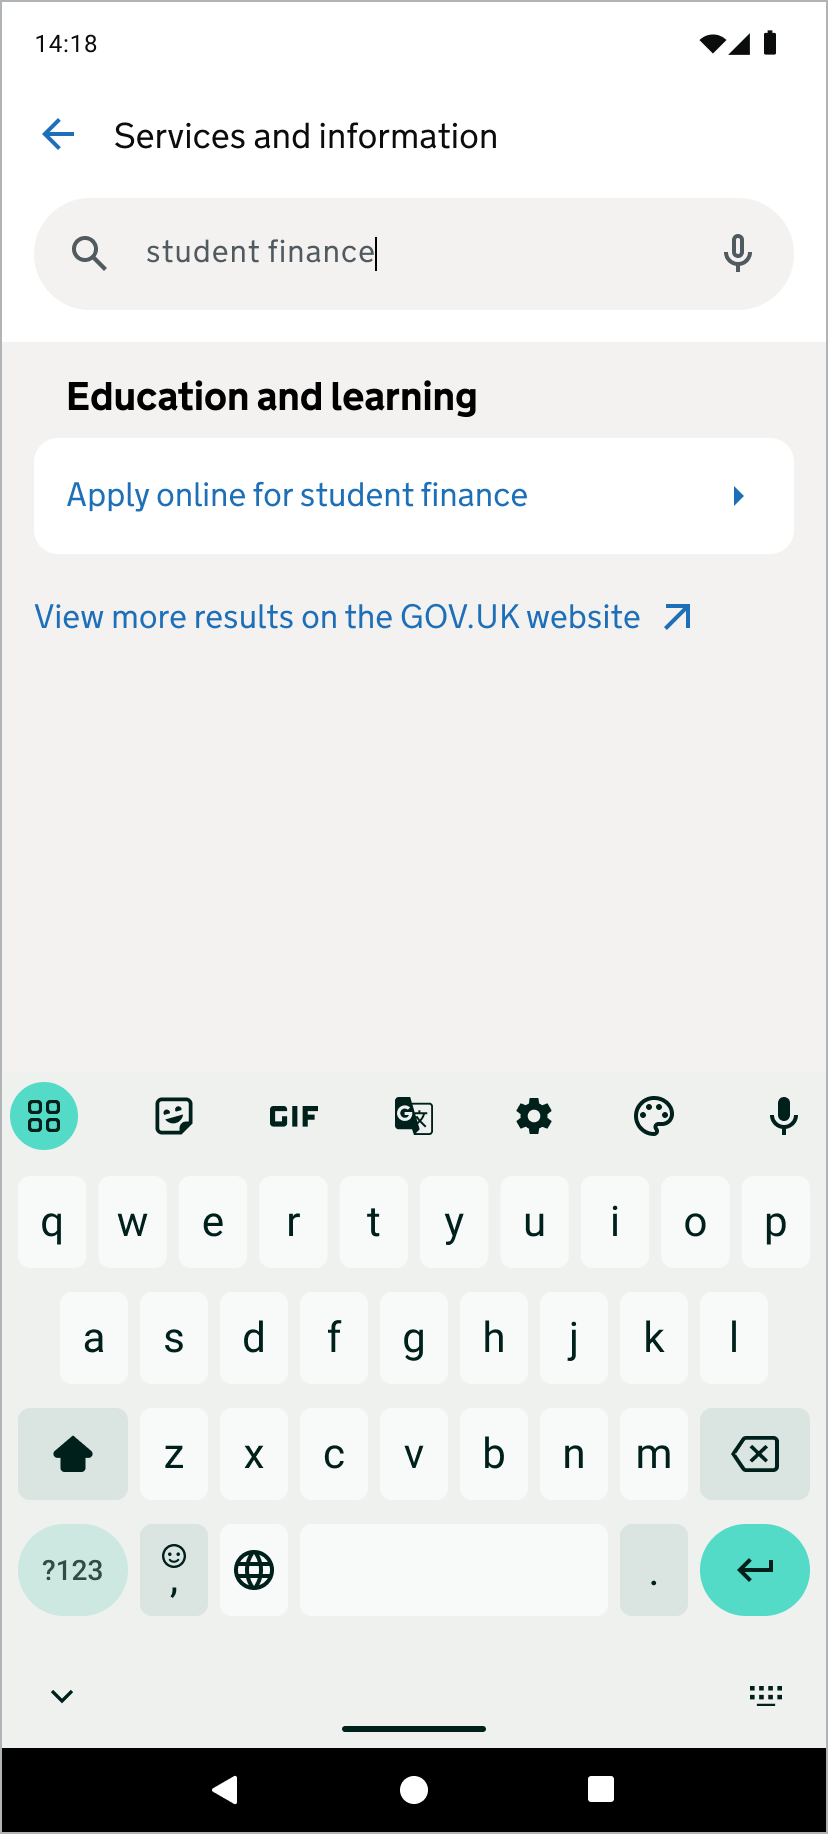 14:18
Services and information
student finance
Education and learning
Apply online for student finance
View more results on the GOV.UK website
GIF
G 文
q w e r t y u i o p
a s d f g h j k l
z x c v b n m
?123 , .